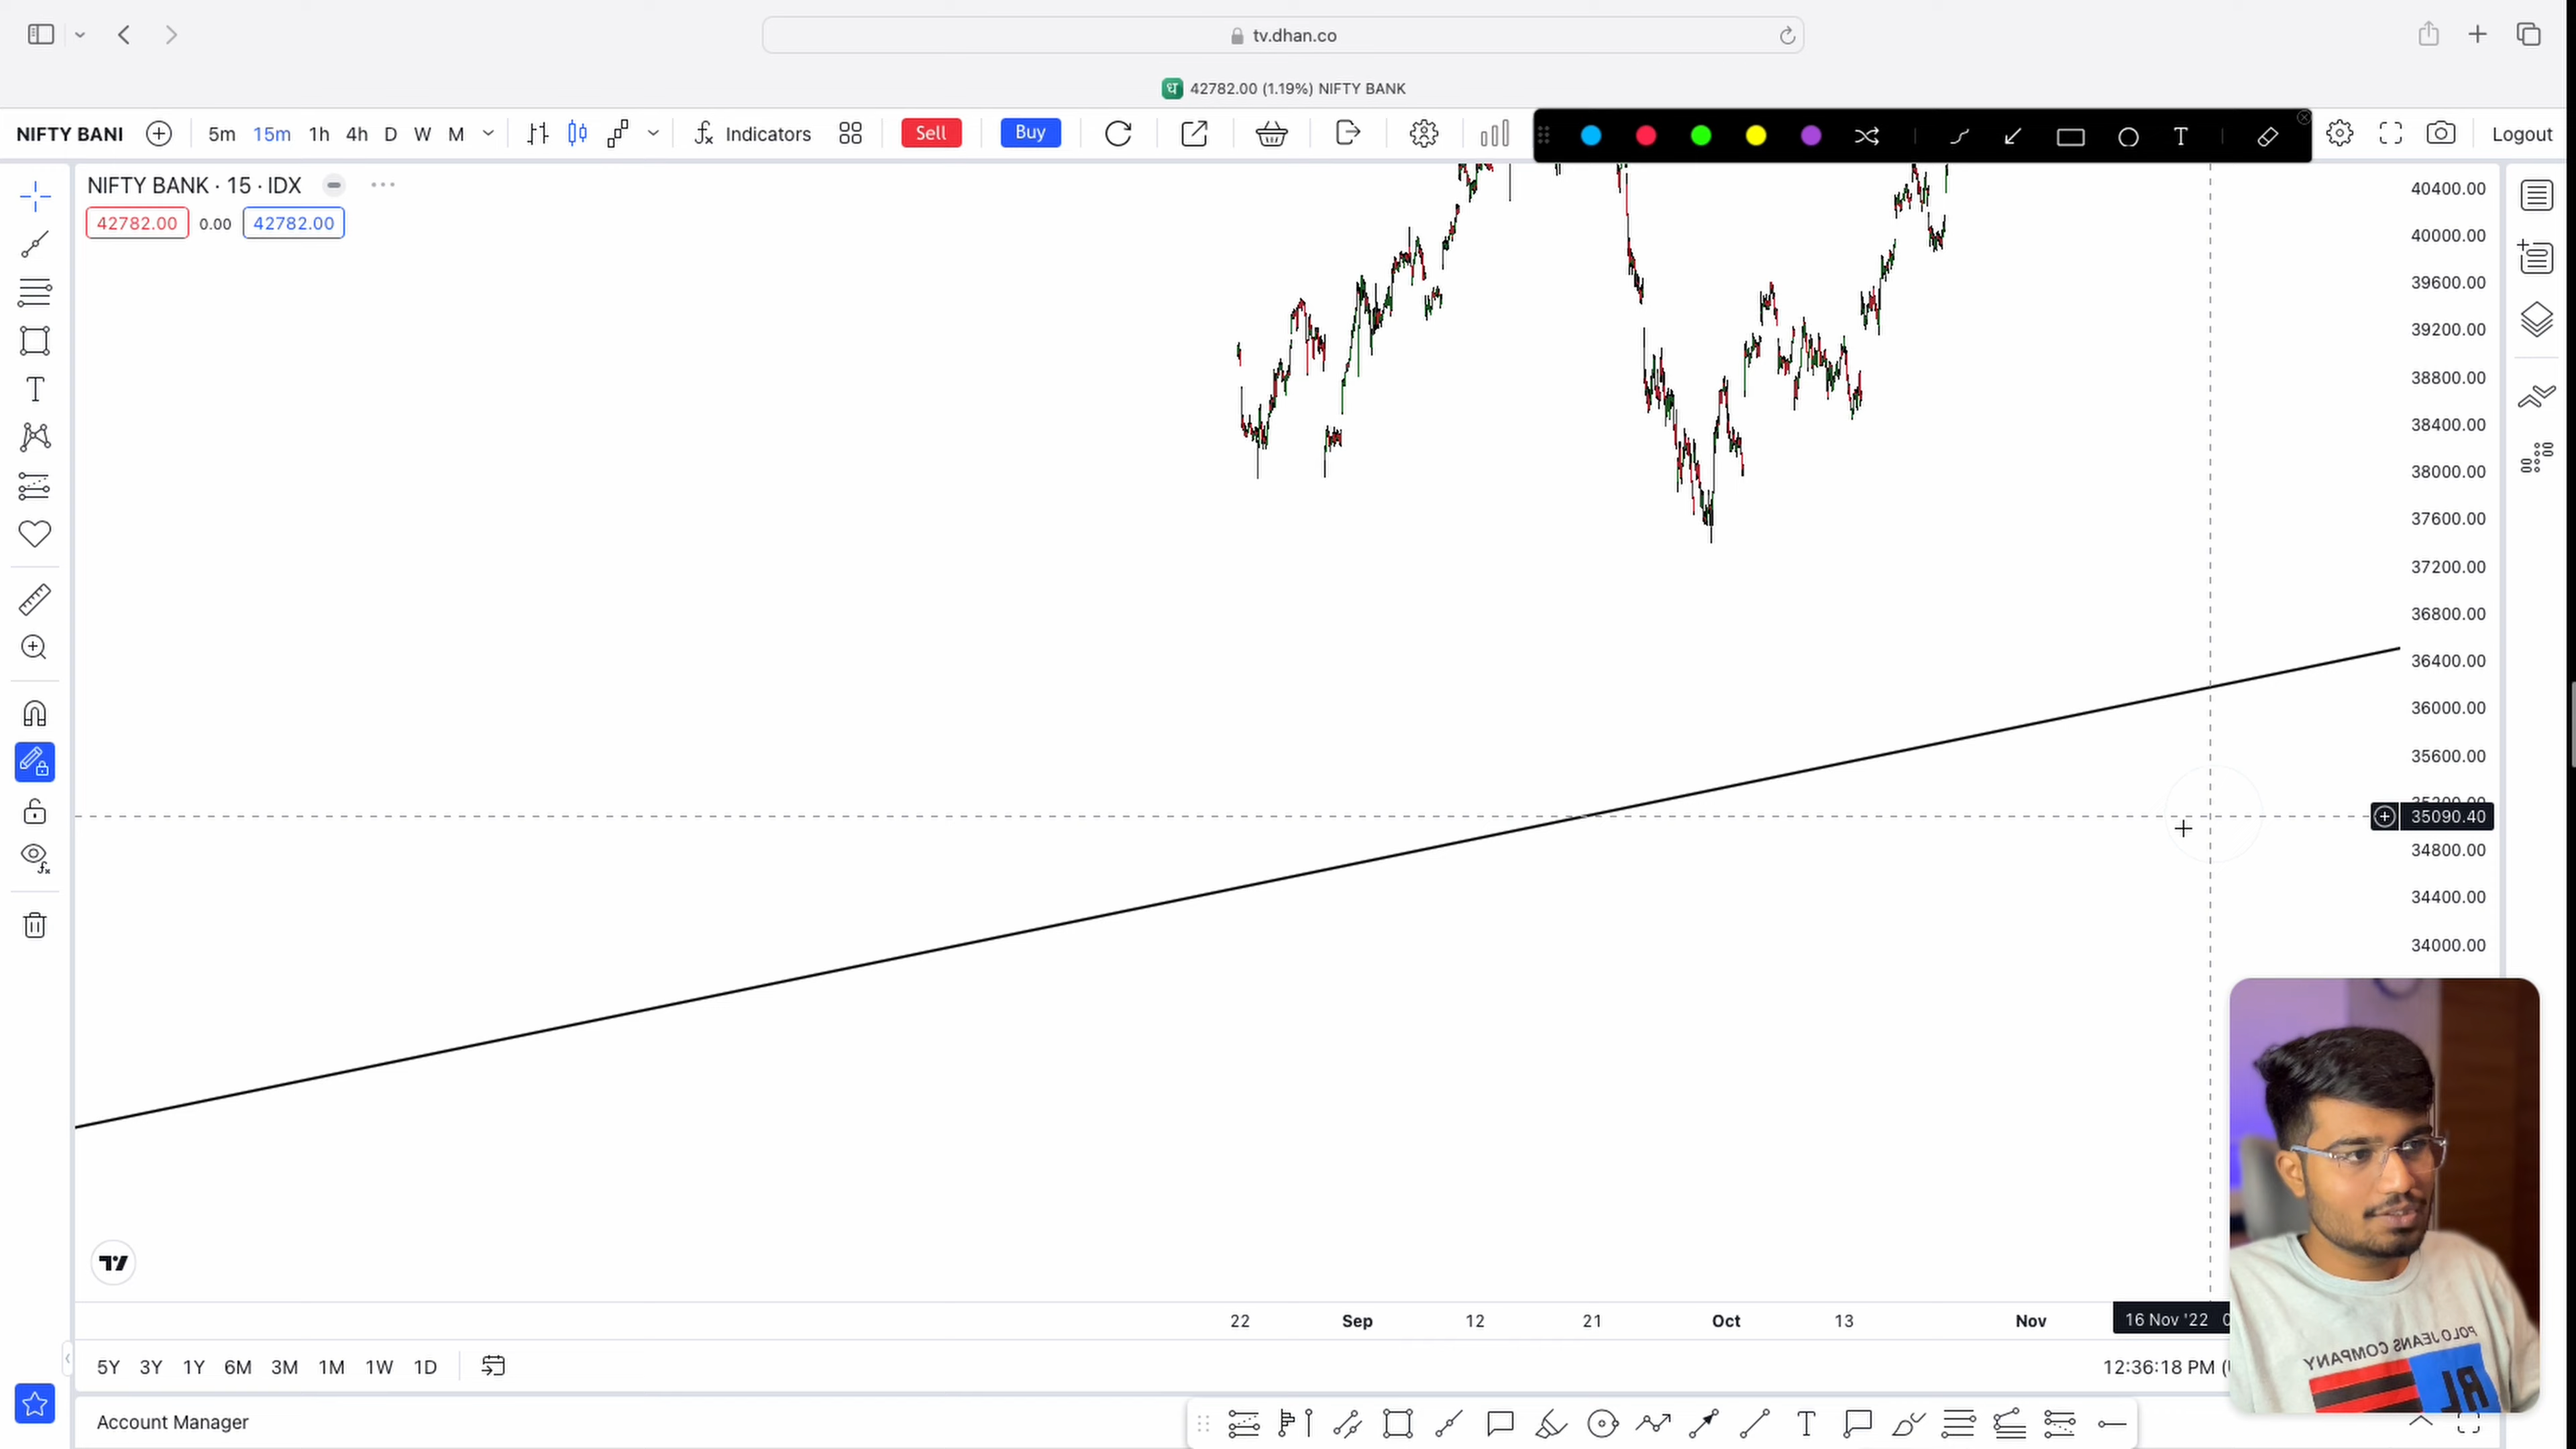 tv.dhan.co
ध 42782.00 (1.19%) NIFTY BANK
NIFTY BANI 5m 15m 1h 4h D W M Indicators Sell Buy T Logout
NIFTY BANK · 15 · IDX
42782.00 0.00 42782.00
40400.00
40000.00
39600.00
39200.00
38800.00
38400.00
38000.00
37600.00
37200.00
36800.00
36400.00
36000.00
35600.00
35200.00
35090.40
34800.00
34400.00
34000.00
22 Sep 12 21 Oct 13 Nov 16 Nov '22
5Y 3Y 1Y 6M 3M 1M 1W 1D 12:36:18 PM
POLO JEANS COMPANY
RL
Account Manager